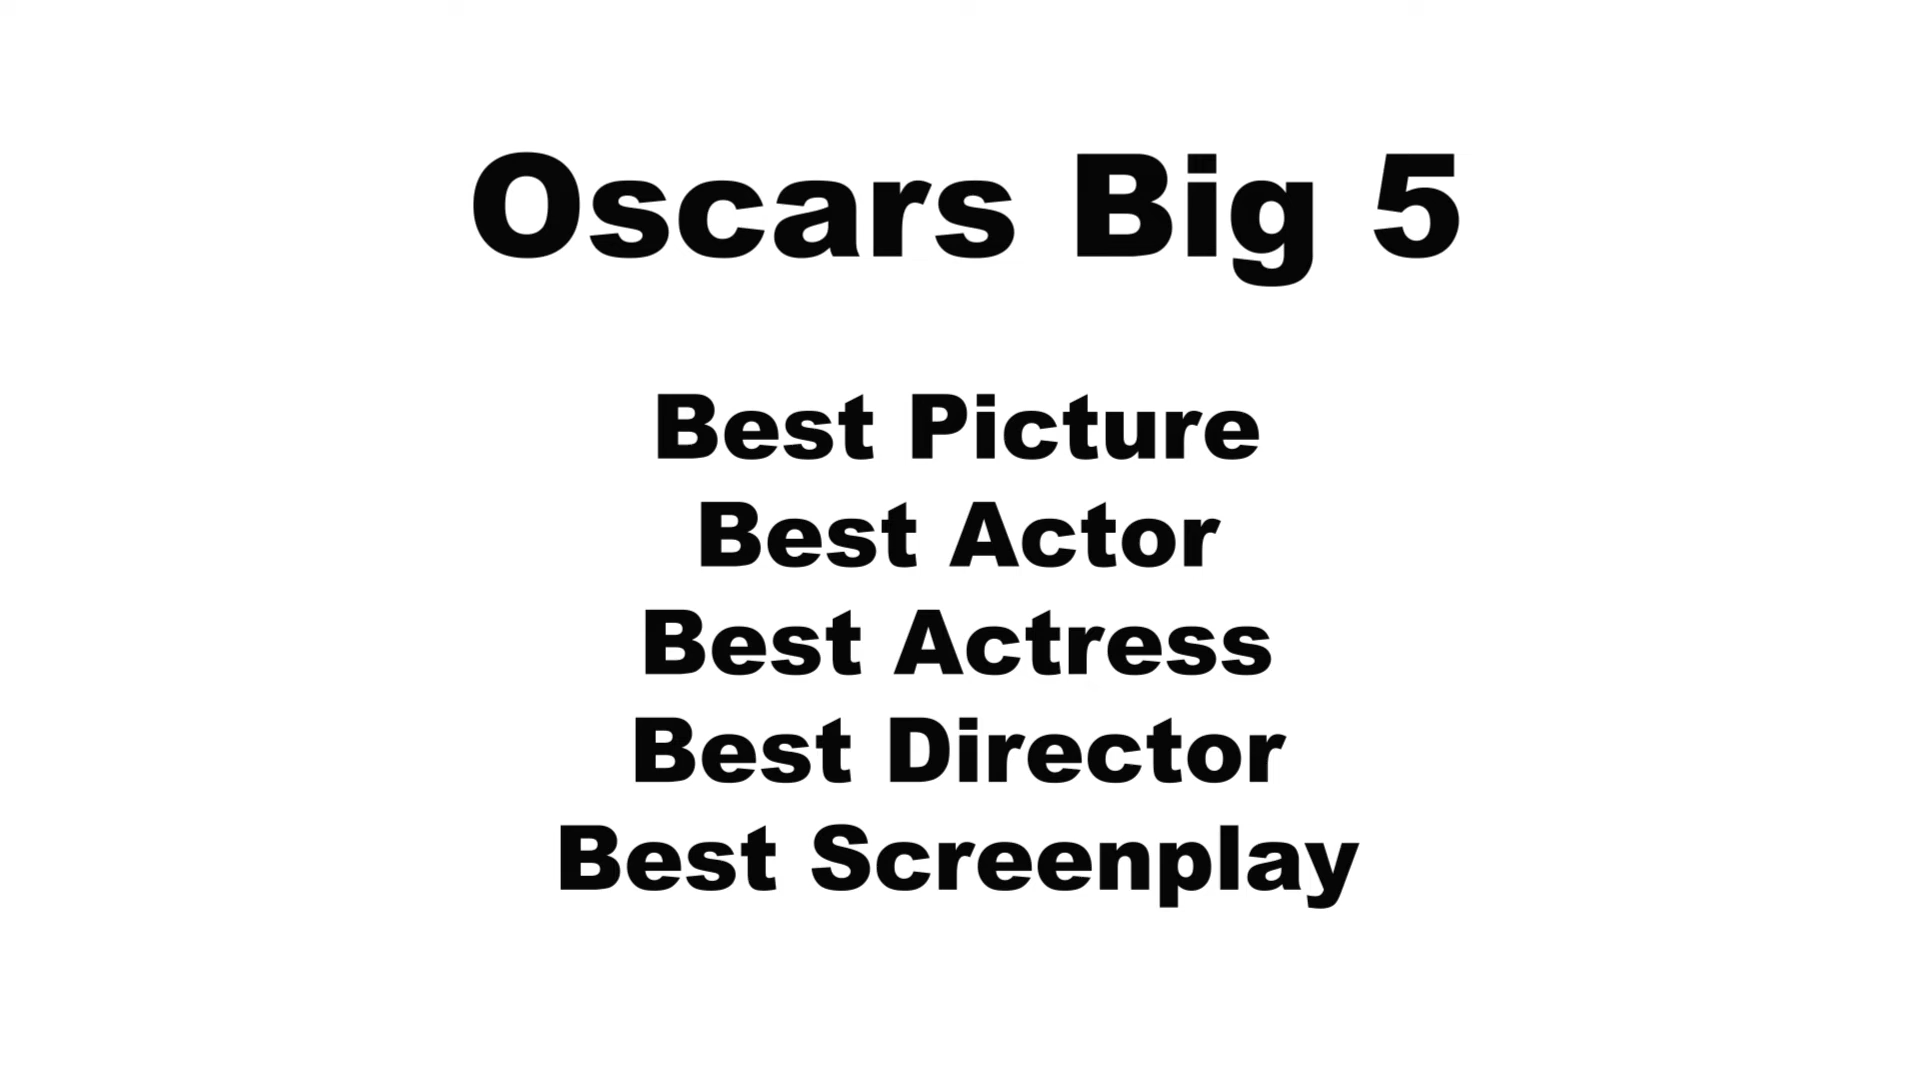 Oscars Big 5
Best Picture
Best Actor
Best Actress
Best Director
Best Screenplay